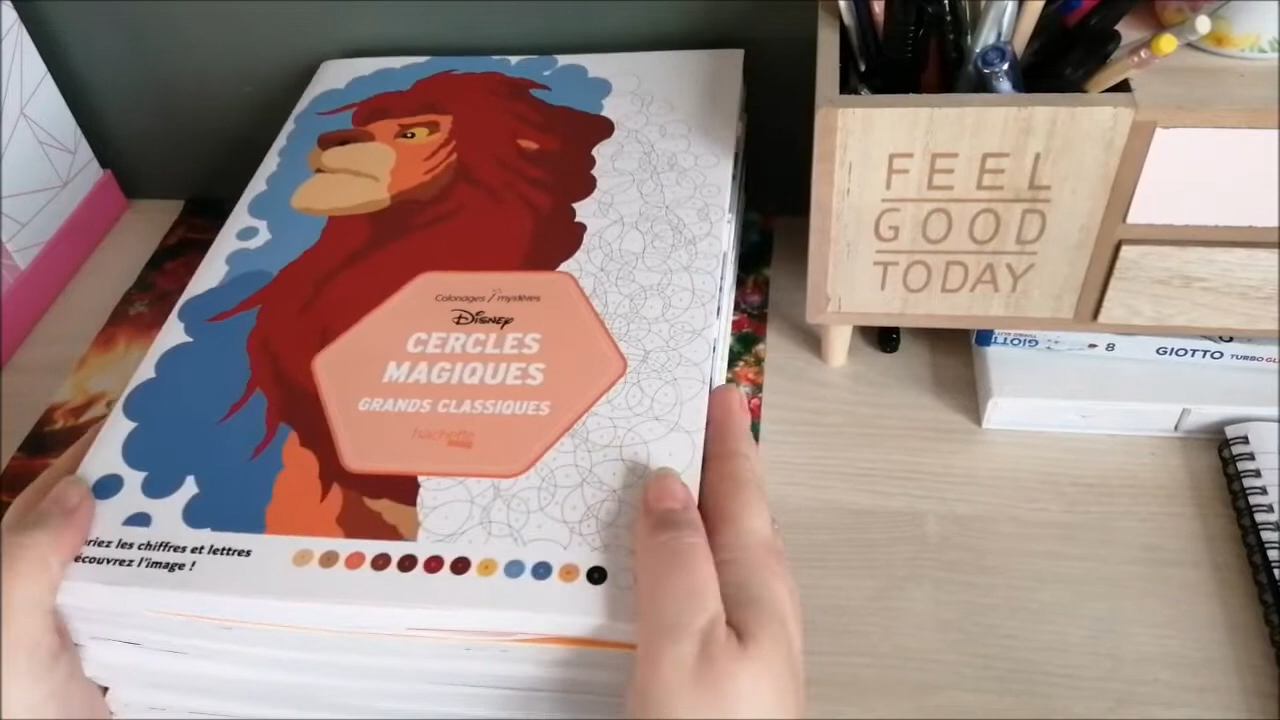 Coloriages mystères
Disney
CERCLES
MAGIQUES
GRANDS CLASSIQUES
hachette
riez les chiffres et lettres
écouvrez l'image !
FEEL
GOOD
TODAY
GIOTTO
8
GIOTTO TURBO GL